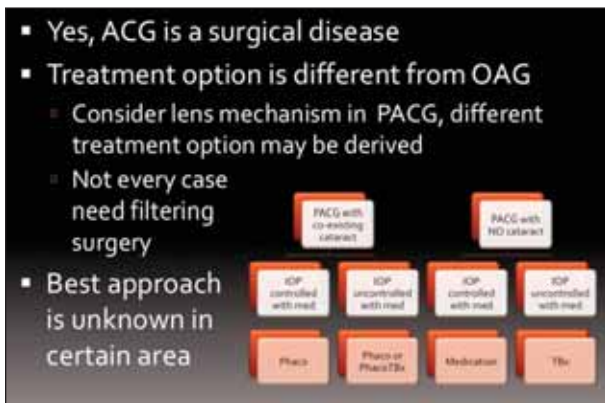 Yes, ACG is a surgical disease
Treatment option is different from OAG
Consider lens mechanism in PACG, different
treatment option may be derived
Not every case
need filtering
surgery
PACG with
co-existing
cataract
PACG with
NO cataract
Best approach
is unknown in
certain area
IOP
controlled
with med.
IOP
uncontrolled
with med.
IOP
controlled
with med.
IOP
uncontrolled
with med.
Phaco
Phaco or
PhacoTBx
Medication
TBx